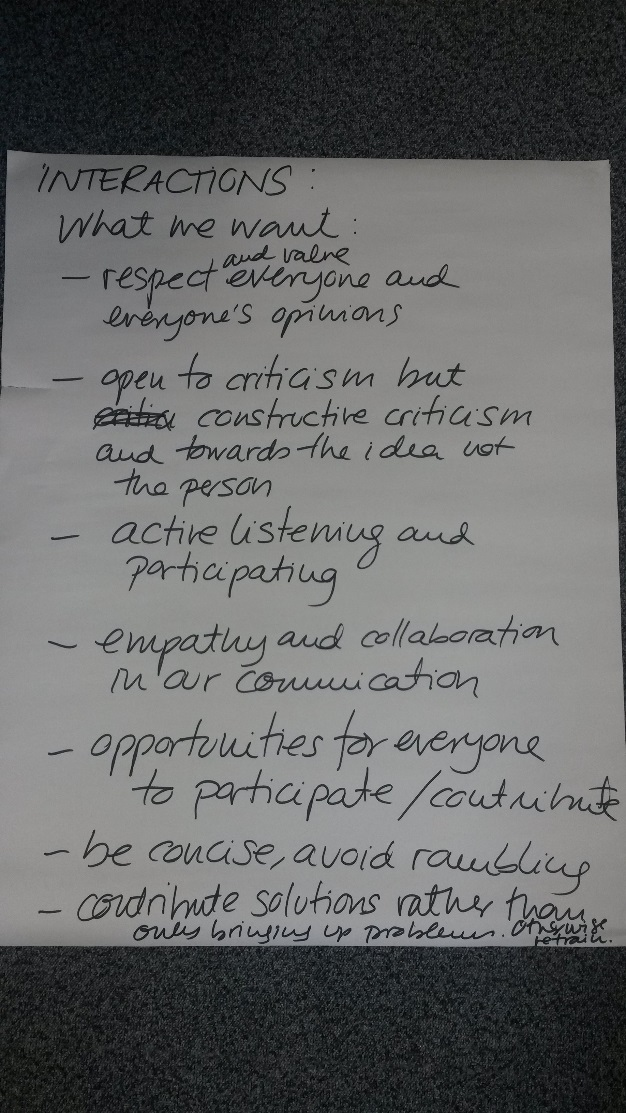 INTERACTIONS :
What we want :
and value
- respect everyone and
everyone's opinions
- open to criticism but
constructive criticism
and towards the idea not
the person
- active listening and
participating
- empathy and collaboration
in our communication
- opportunities for everyone
to participate / contribute
- be concise, avoid rambling
- contribute solutions rather than
only bringing up problems. Otherwise
refrain.